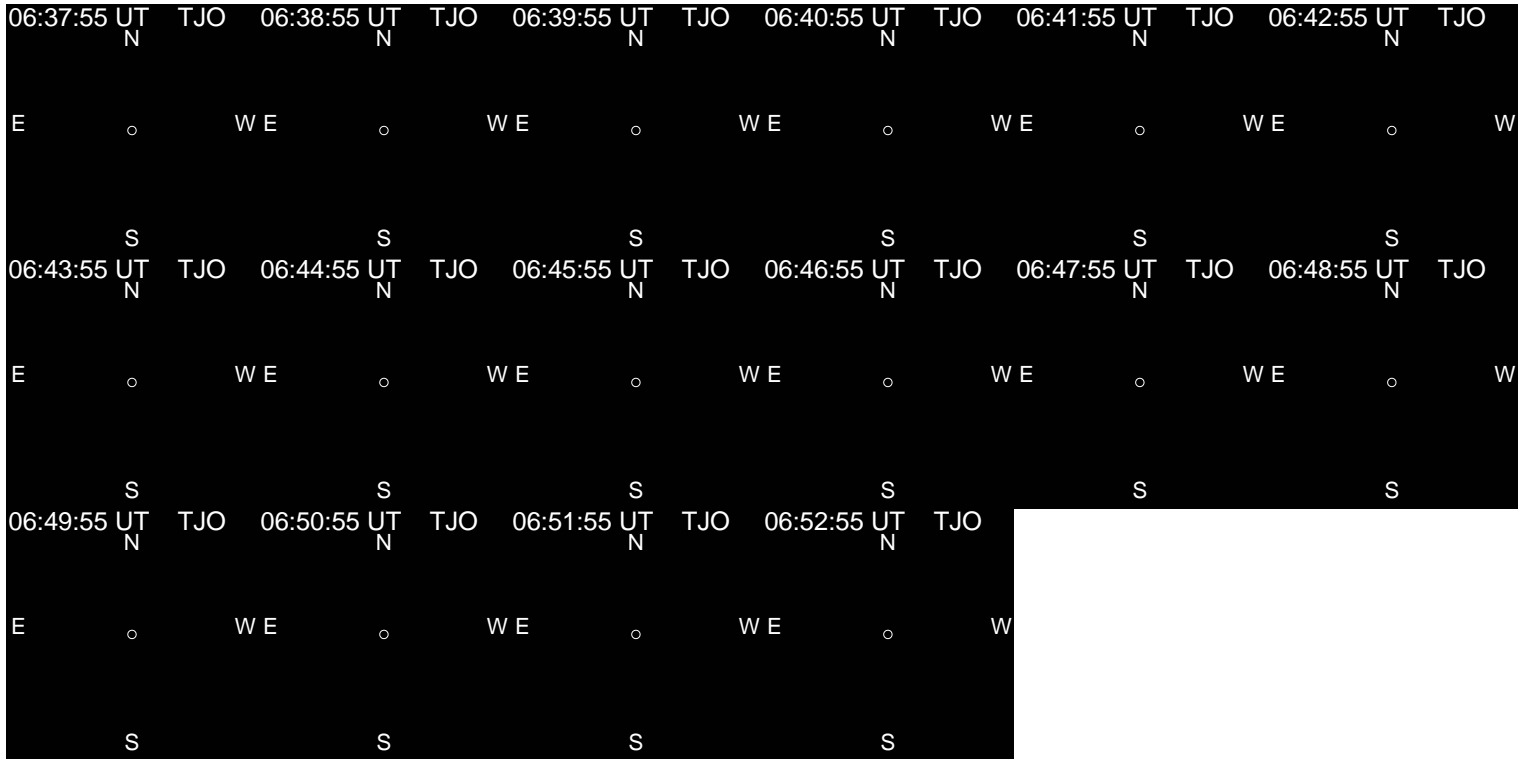 06:37:55 UT TJO 06:38:55 UT TJO 06:39:55 UT TJO 06:40:55 UT TJO 06:41:55 UT TJO 06:42:55 UT TJO
N N N N N N
E W E W E W E W E W E W
S S S S S S
06:43:55 UT TJO 06:44:55 UT TJO 06:45:55 UT TJO 06:46:55 UT TJO 06:47:55 UT TJO 06:48:55 UT TJO
N N N N N N
E W E W E W E W E W E W
S S S S S S
06:49:55 UT TJO 06:50:55 UT TJO 06:51:55 UT TJO 06:52:55 UT TJO
N N N N
E W E W E W E W
S S S S